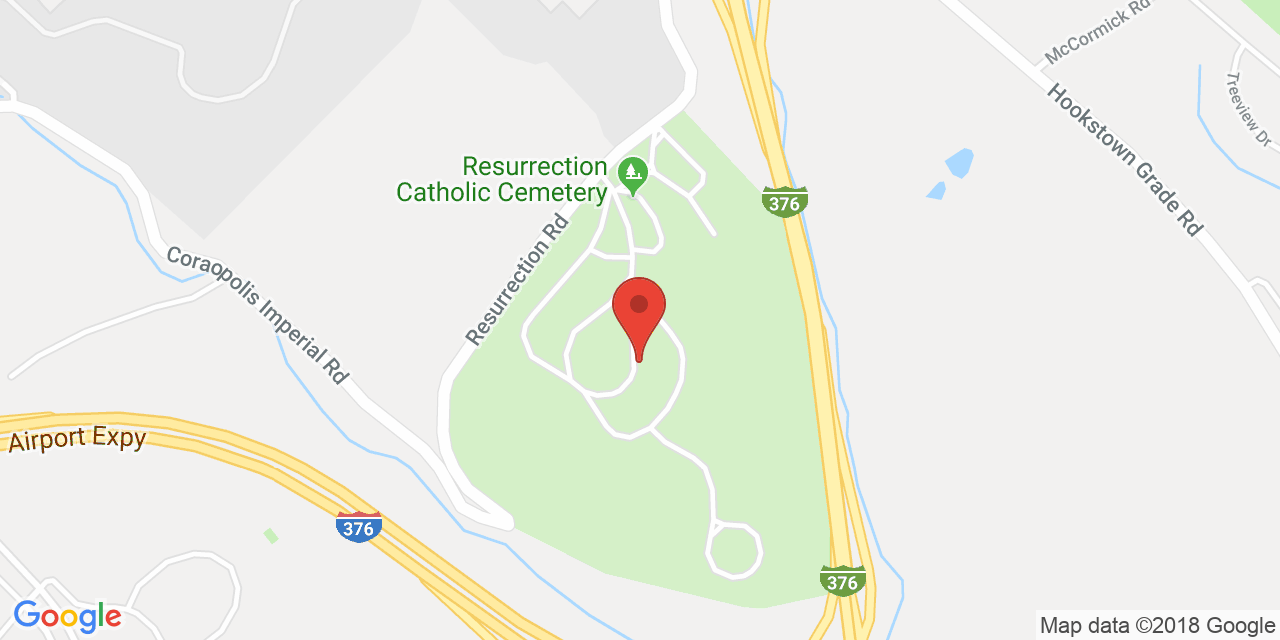 McCormick Rd
Treeview Dr
Hookstown Grade Rd
Resurrection
Catholic Cemetery
376
Resurrection Rd
Coraopolis Imperial Rd
Airport Expy
376
376
Google
Map data ©2018 Google